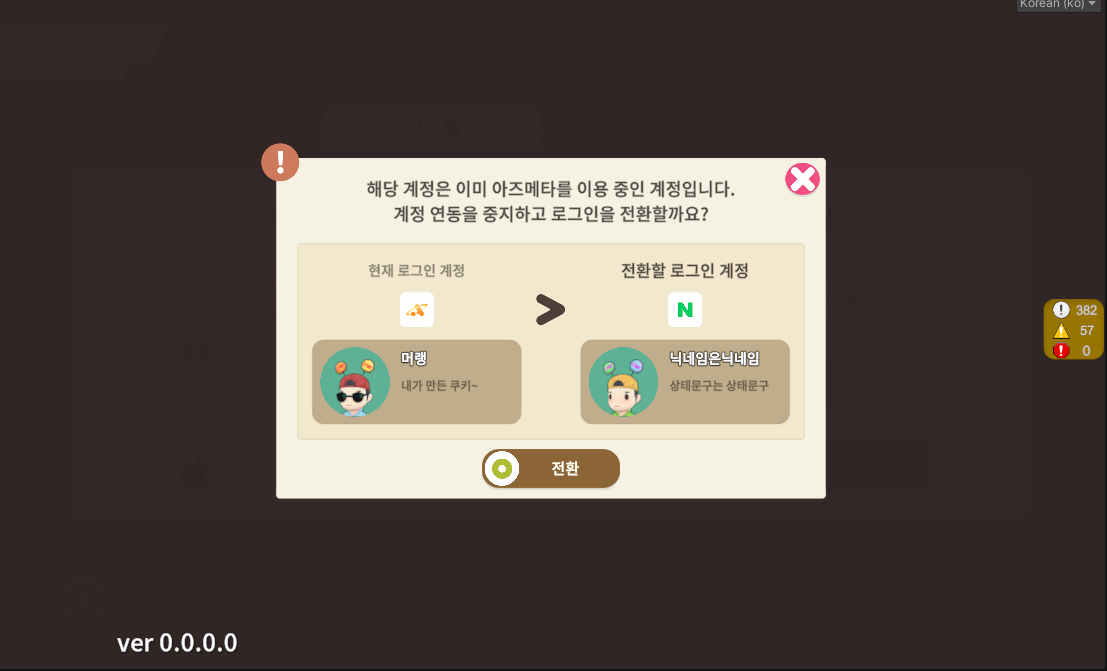 Korean (ko)
시스템
해당 계정은 이미 아즈메타를 이용 중인 계정입니다.
계정 연동을 중지하고 로그인을 전환할까요?
현재 로그인 계정
전환할 로그인 계정
N
머랭
내가 만든 쿠키~
닉네임은닉네임
상태문구는 상태문구
전환
382
57
0
ver 0.0.0.0